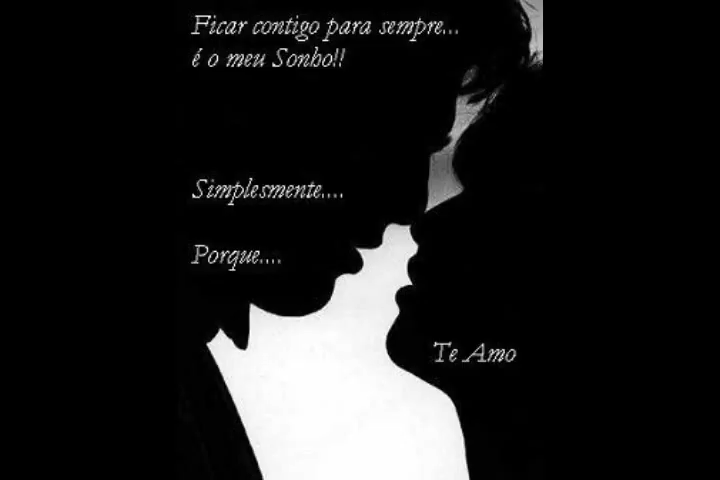 Ficar contigo para sempre...
é o meu Sonho!!
Simplesmente....
Porque....
Te Amo